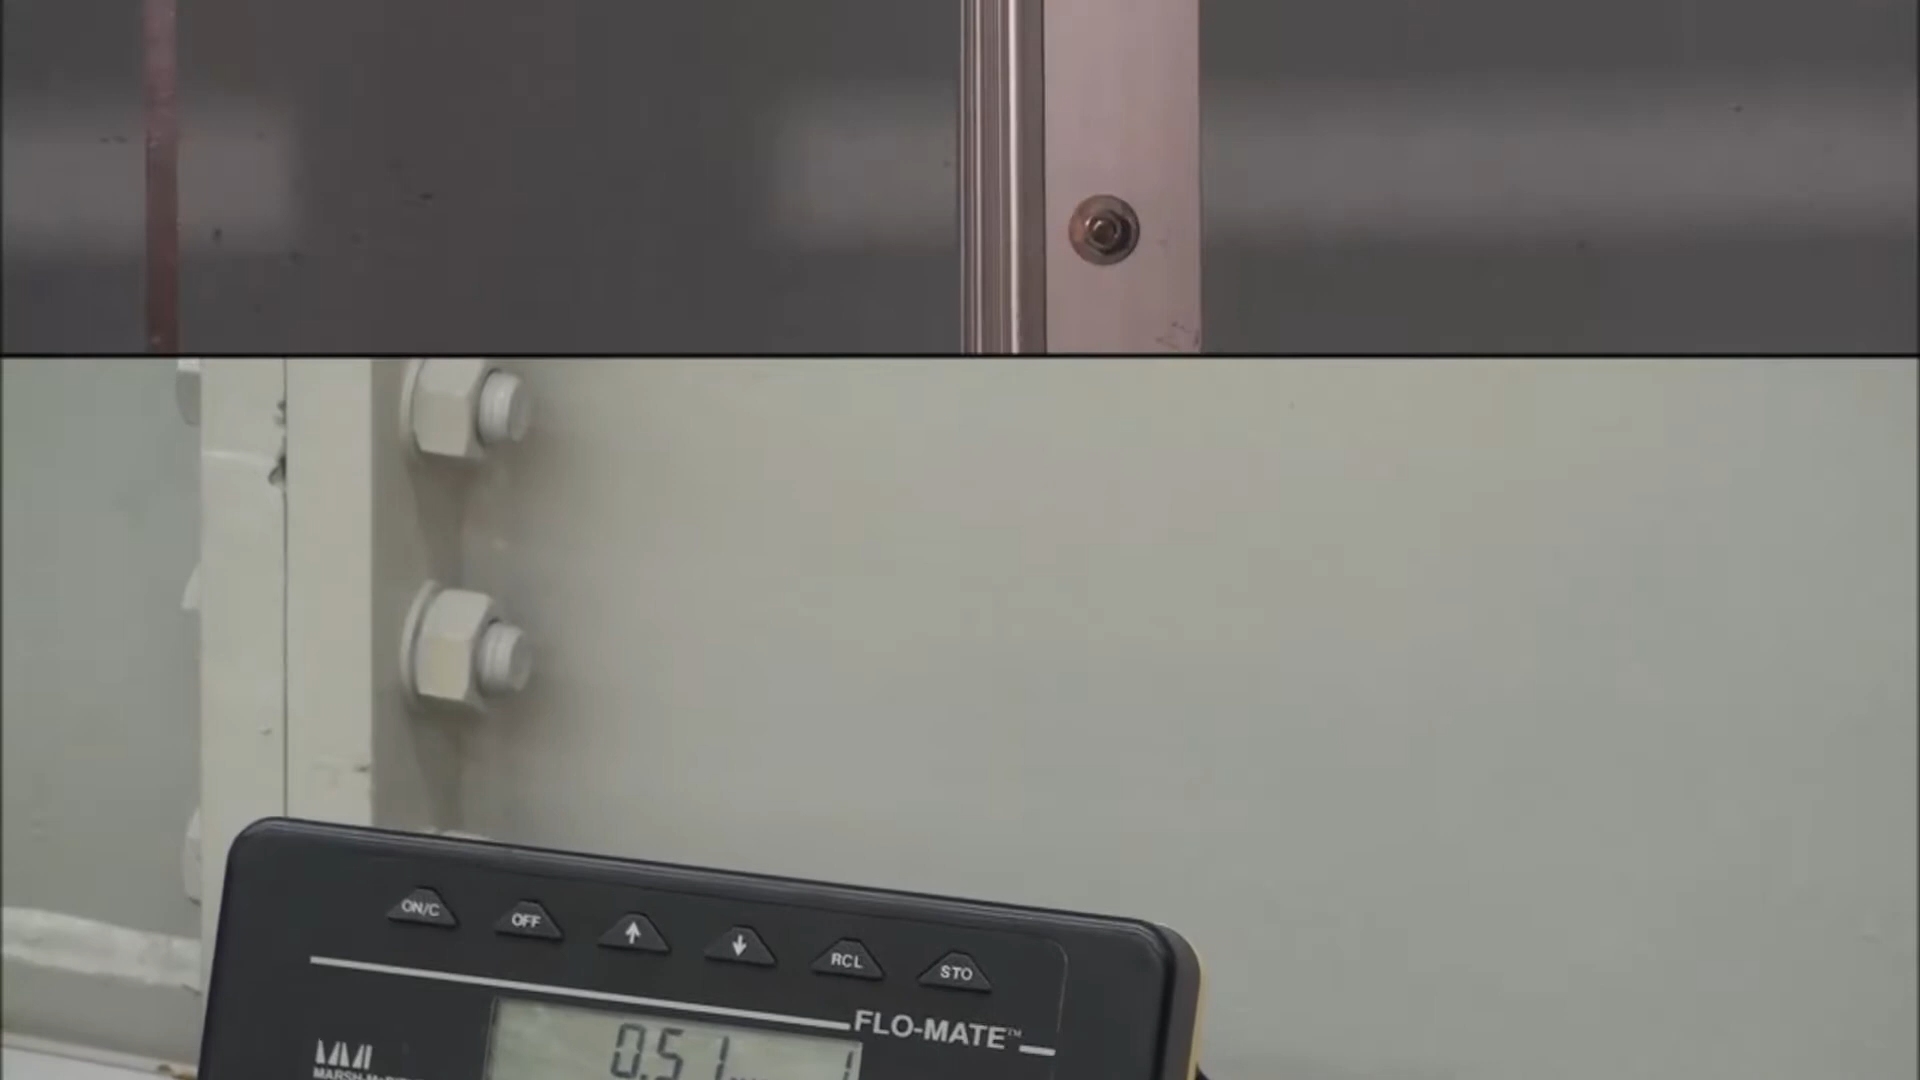 ON/C OFF ↑ ↓ RCL STO
FLO-MATE™
0.51